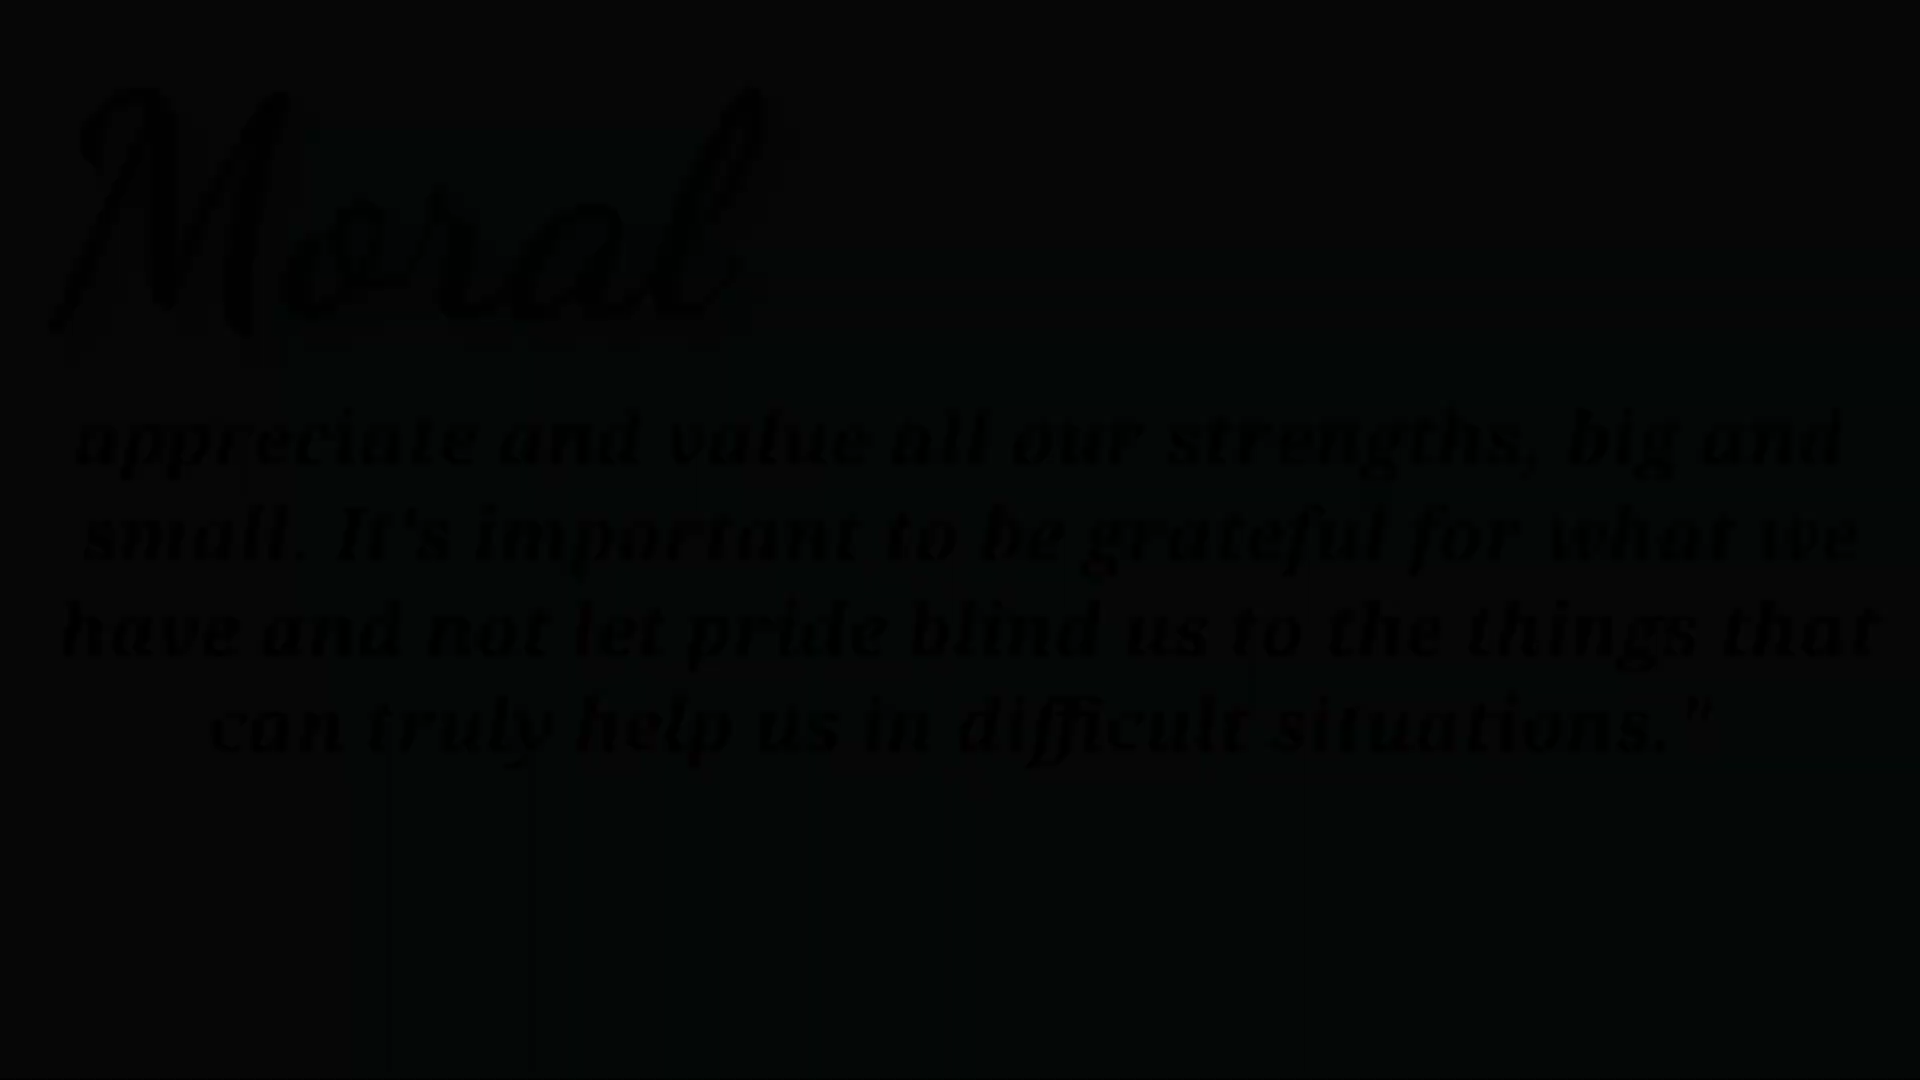 Moral
appreciate and value all our strengths, big and
small. It's important to be grateful for what we
have and not let pride blind us to the things that
can truly help us in difficult situations."